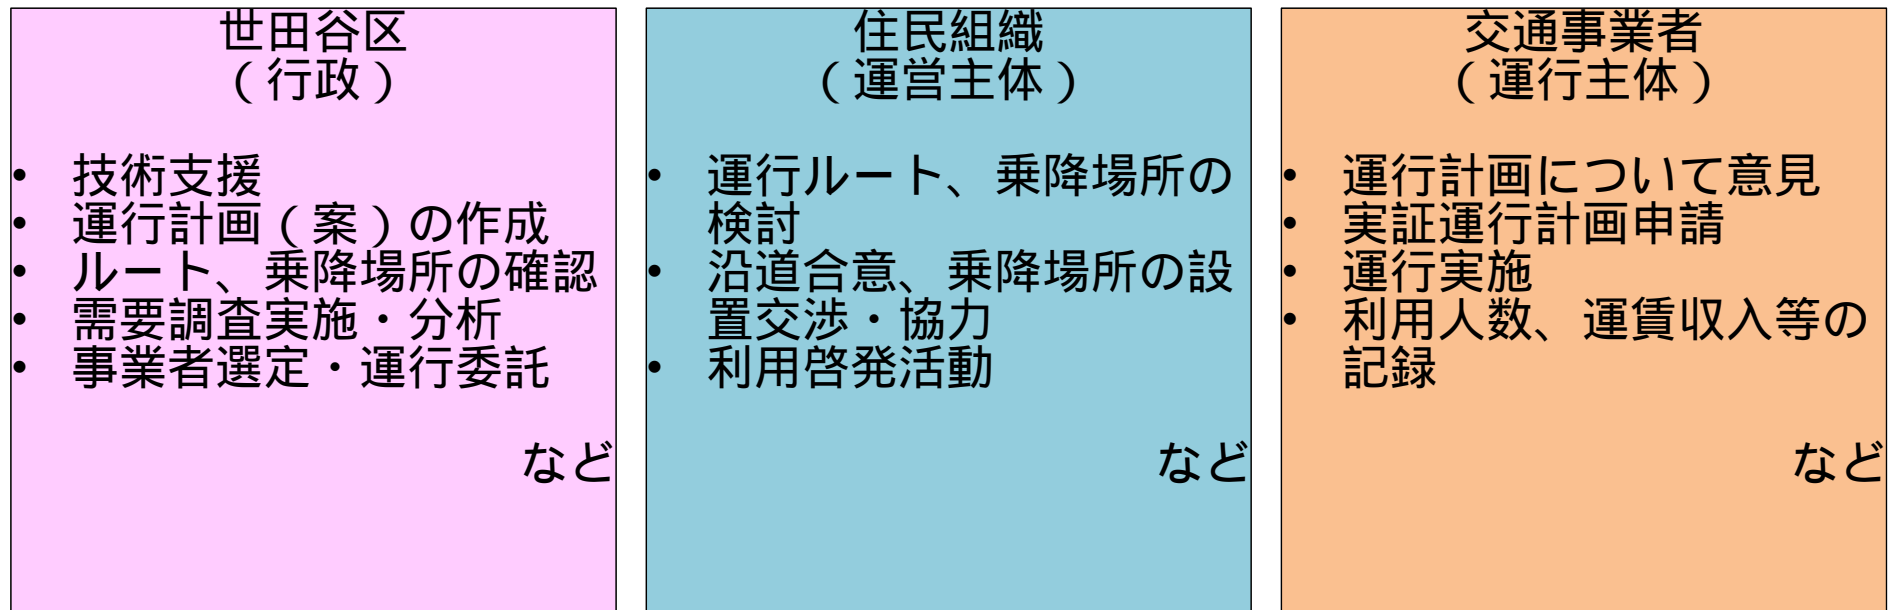 世田谷区
（行政）
• 技術支援
• 運行計画（案）の作成
• ルート、乗降場所の確認
• 需要調査実施・分析
• 事業者選定・運行委託
など
住民組織
（運営主体）
• 運行ルート、乗降場所の
検討
• 沿道合意、乗降場所の設
置交渉・協力
• 利用啓発活動
など
交通事業者
（運行主体）
• 運行計画について意見
• 実証運行計画申請
• 運行実施
• 利用人数、運賃収入等の
記録
など